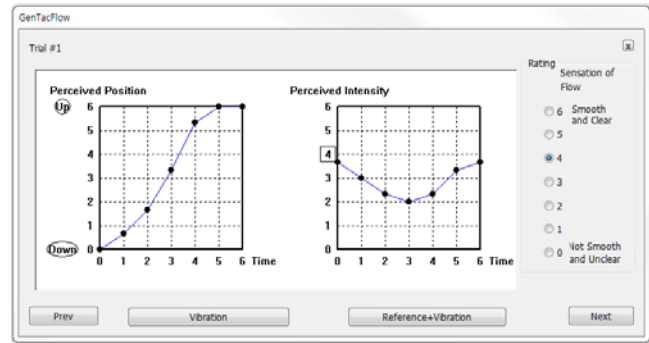 GenTacFlow
Trial #1
x
Perceived Position
Up
6
5
4
3
2
1
Down
0
0 1 2 3 4 5 6 Time
Perceived Intensity
6
5
4
3
2
1
0
0 1 2 3 4 5 6 Time
Rating
Sensation of
Flow
6 Smooth
and Clear
5
4
3
2
1
0 Not Smooth
and Unclear
Prev
Vibration
Reference+Vibration
Next